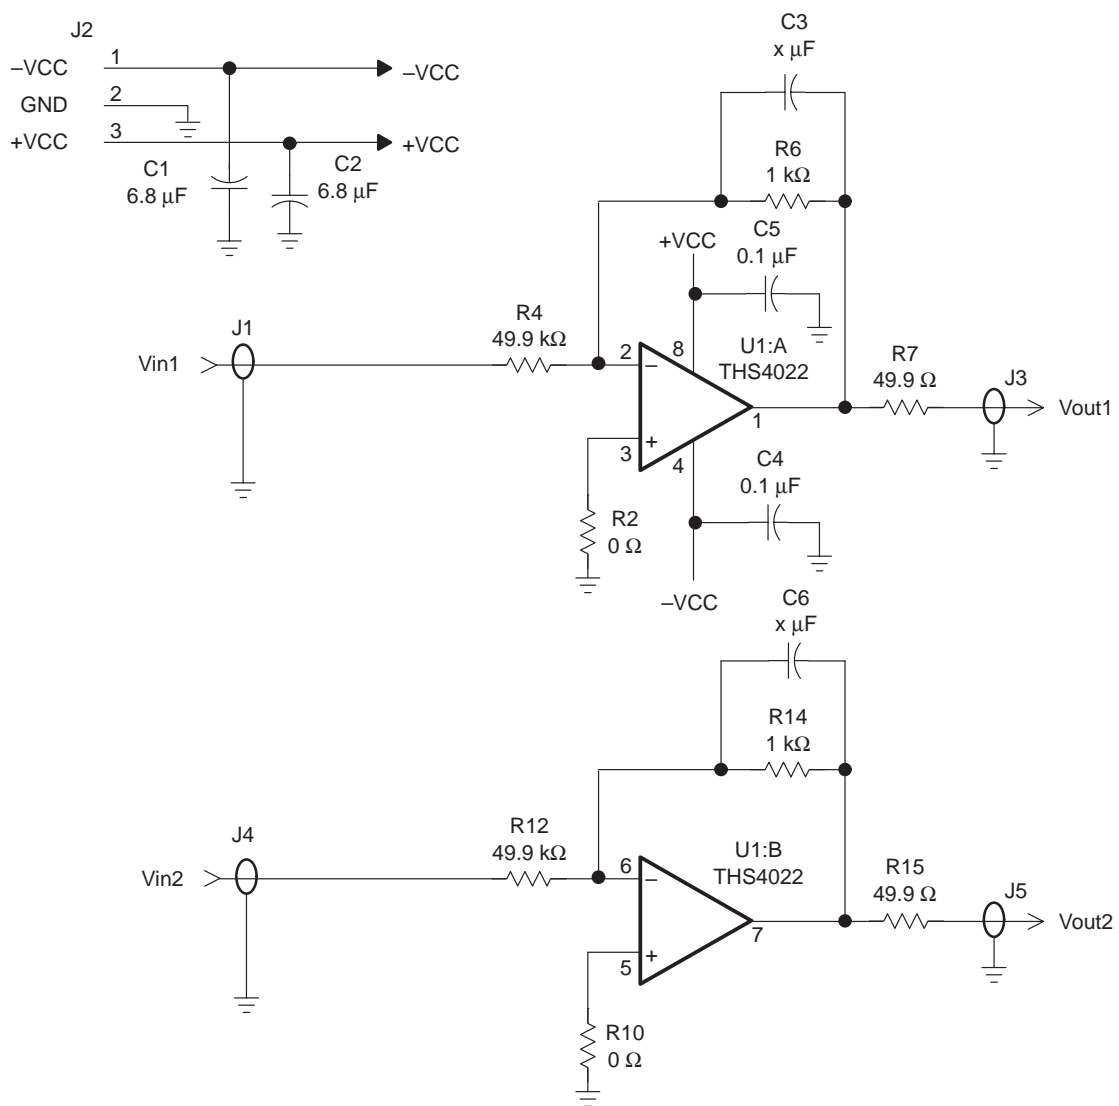 J2
–VCC 1 –VCC
GND 2
+VCC 3 +VCC
C1
6.8 μF
C2
6.8 μF
C3
x μF
R6
1 kΩ
C5
0.1 μF
+VCC
R4
49.9 kΩ
J1
Vin1
2
–
8
U1:A
THS4022
R7
49.9 Ω
J3
Vout1
1
+
3
4
C4
0.1 μF
R2
0 Ω
–VCC
C6
x μF
R14
1 kΩ
R12
49.9 kΩ
J4
Vin2
6
–
U1:B
THS4022
R15
49.9 Ω
J5
Vout2
7
+
5
R10
0 Ω